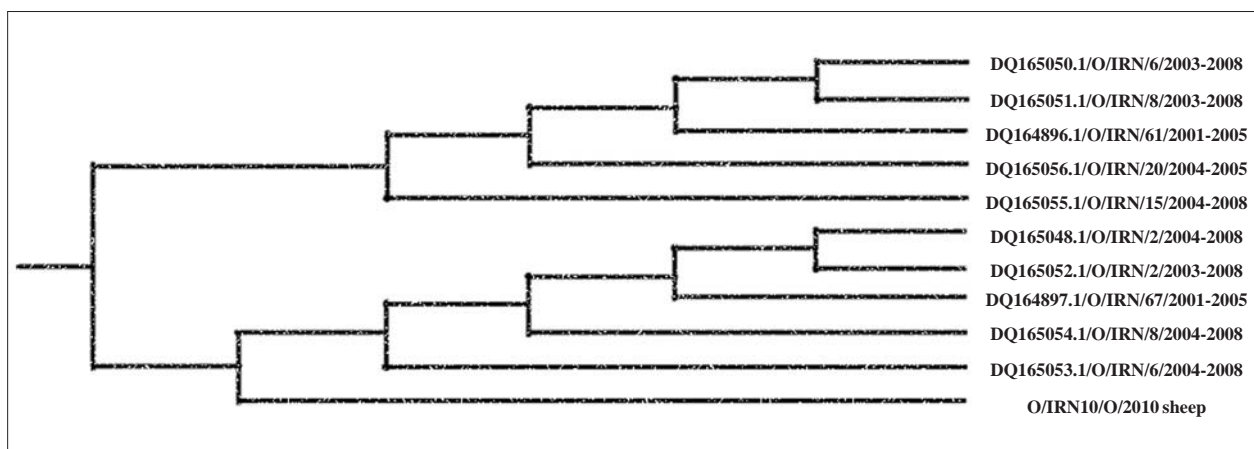 DQ165050.1/O/IRN/6/2003-2008
DQ165051.1/O/IRN/8/2003-2008
DQ164896.1/O/IRN/61/2001-2005
DQ165056.1/O/IRN/20/2004-2005
DQ165055.1/O/IRN/15/2004-2008
DQ165048.1/O/IRN/2/2004-2008
DQ165052.1/O/IRN/2/2003-2008
DQ164897.1/O/IRN/67/2001-2005
DQ165054.1/O/IRN/8/2004-2008
DQ165053.1/O/IRN/6/2004-2008
O/IRN10/O/2010 sheep